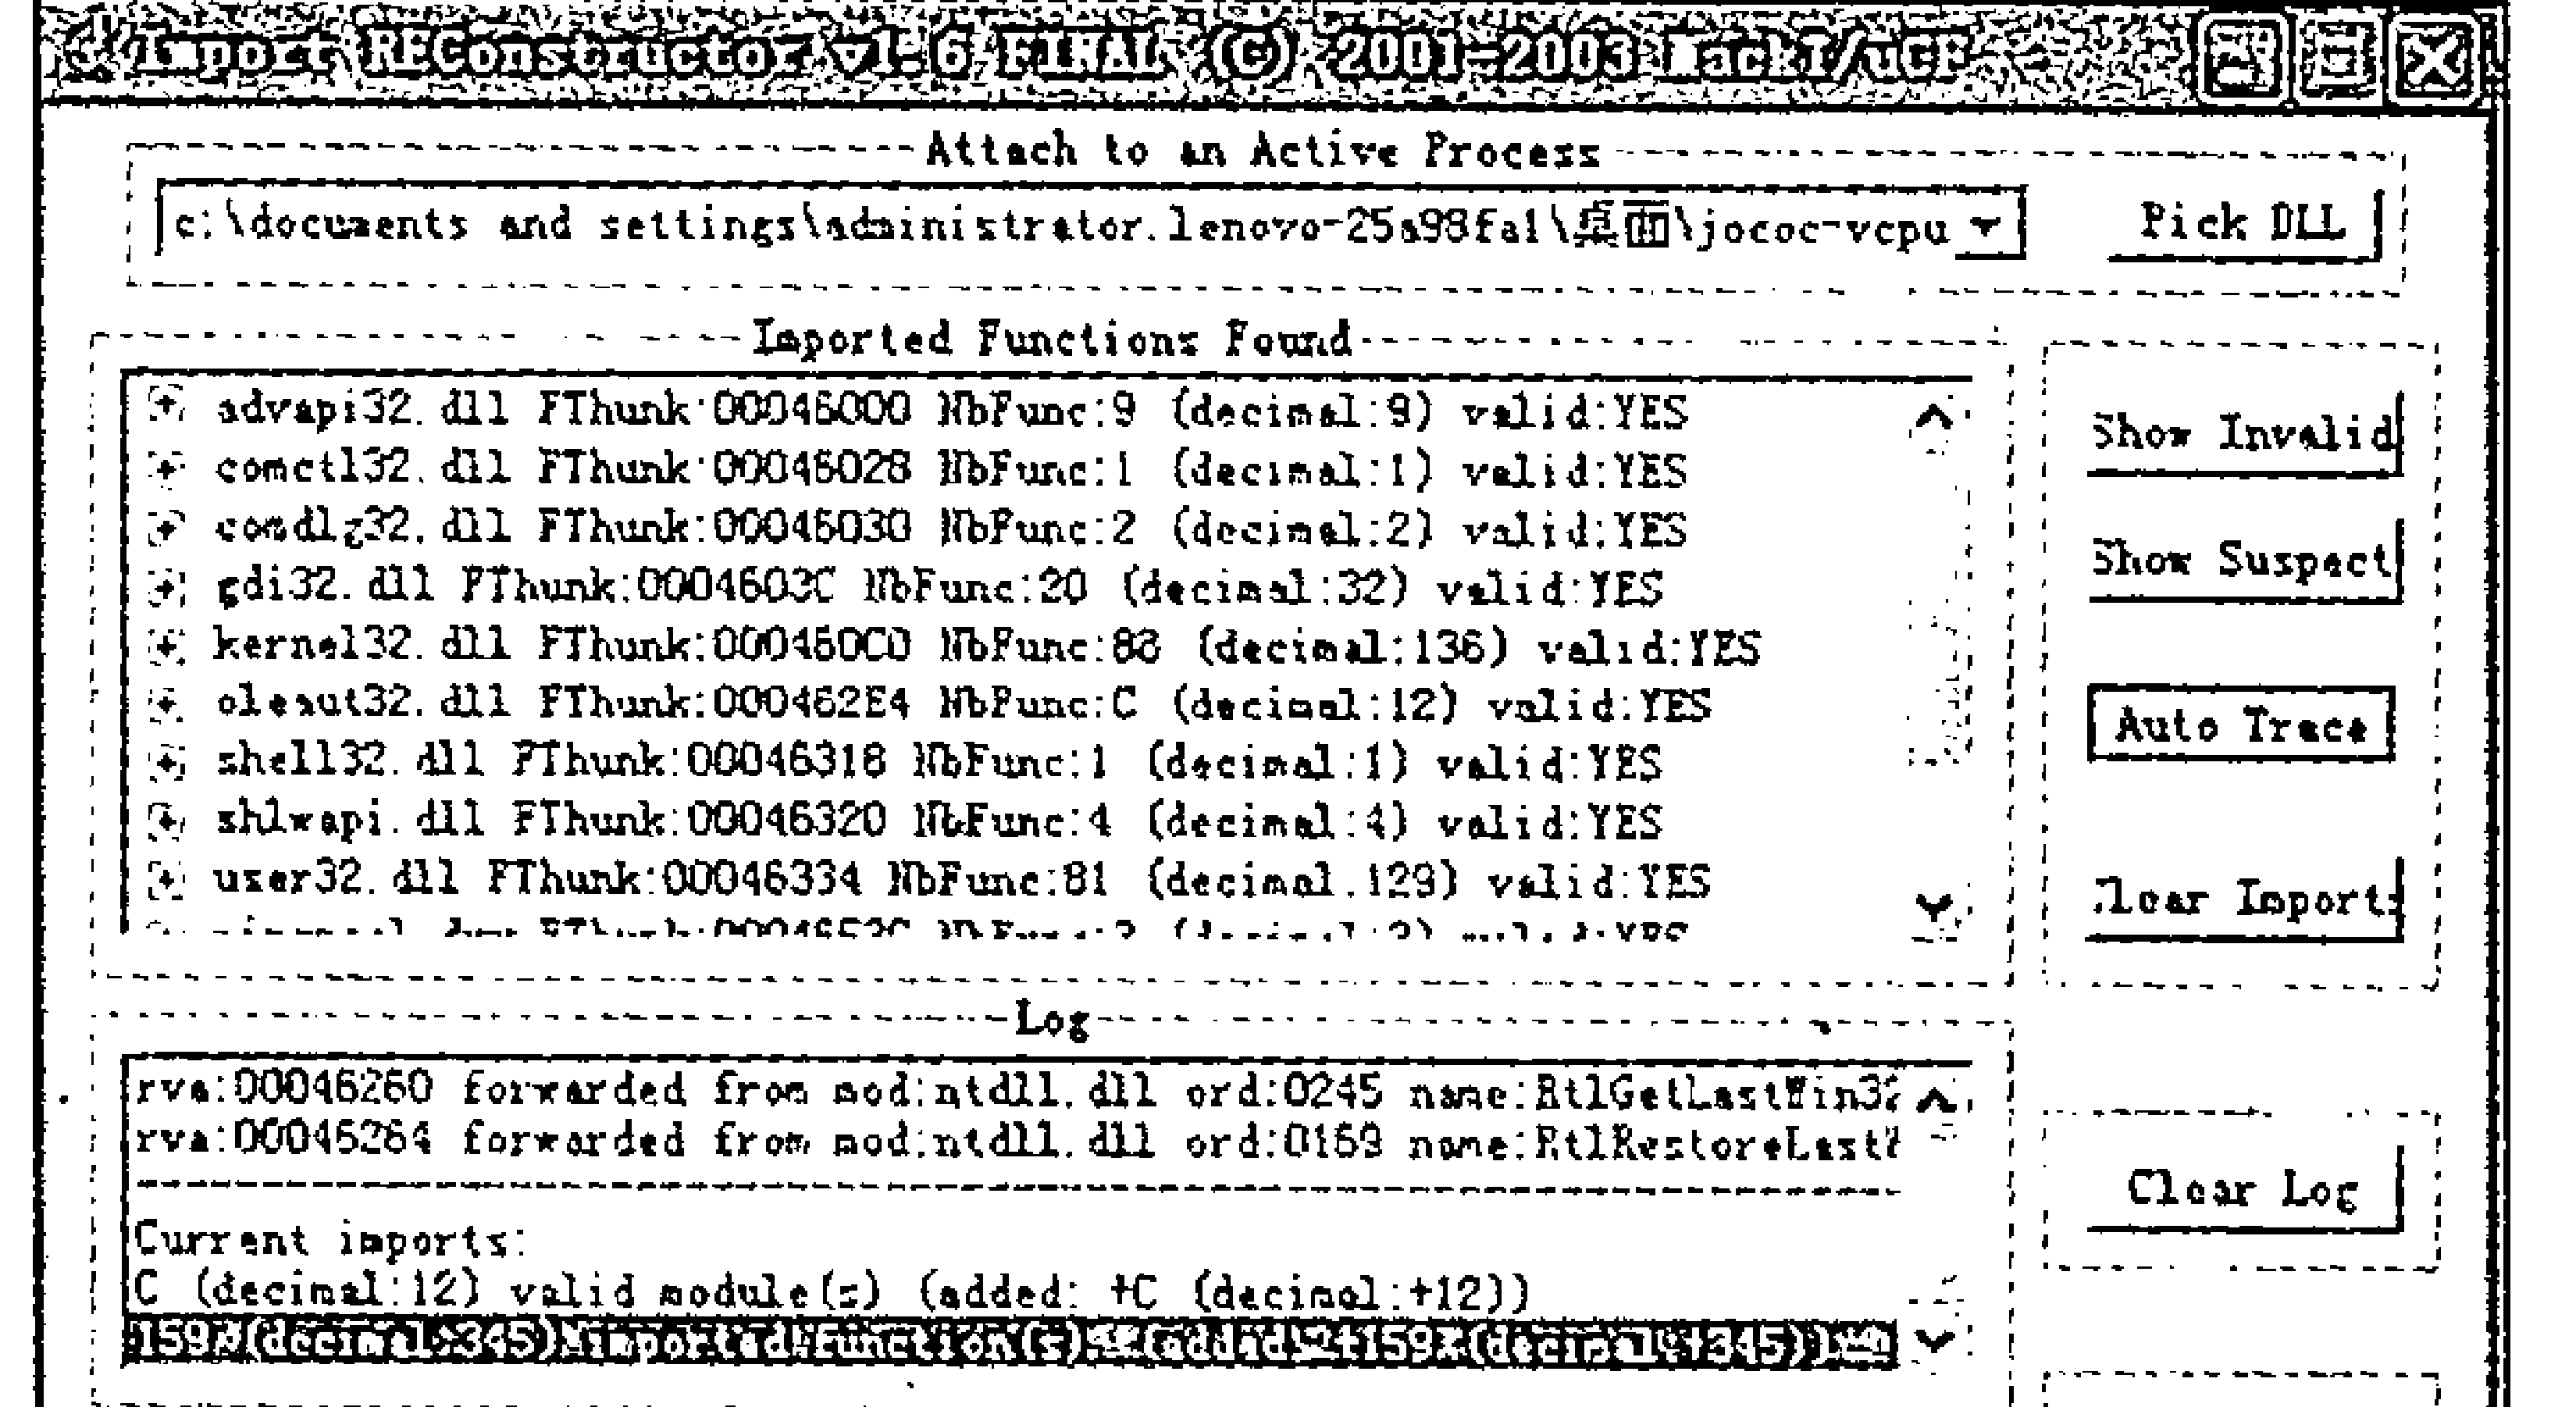 Import REConstructor v1.6 FINAL (C) 2001-2003 MackT/uCF
Attach to an Active Process
c:\documents and settings\administrator.lenovo-25a98fa1\桌面\jococ-vcpu
Pick DLL
Imported Functions Found
advapi32.dll FThunk:00046000 NbFunc:9 (decimal:9) valid:YES
comctl32.dll FThunk:00046028 NbFunc:1 (decimal:1) valid:YES
comdlg32.dll FThunk:00046030 NbFunc:2 (decimal:2) valid:YES
gdi32.dll FThunk:0004603C NbFunc:20 (decimal:32) valid:YES
kernel32.dll FThunk:000460C0 NbFunc:88 (decimal:136) valid:YES
oleaut32.dll FThunk:000462E4 NbFunc:C (decimal:12) valid:YES
shell32.dll FThunk:00046318 NbFunc:1 (decimal:1) valid:YES
shlwapi.dll FThunk:00046320 NbFunc:4 (decimal:4) valid:YES
user32.dll FThunk:00046334 NbFunc:81 (decimal:129) valid:YES
Show Invalid
Show Suspect
Auto Trace
Clear Imports
Log
rva:00046260 forwarded from mod:ntdll.dll ord:0245 name:RtlGetLastWin32
rva:00046264 forwarded from mod:ntdll.dll ord:0169 name:RtlRestoreLast
Current imports:
C (decimal:12) valid module(s) (added: +C (decimal:+12))
159 (decimal:345) imported function(s) (added: +159 (decimal:+345))
Clear Log